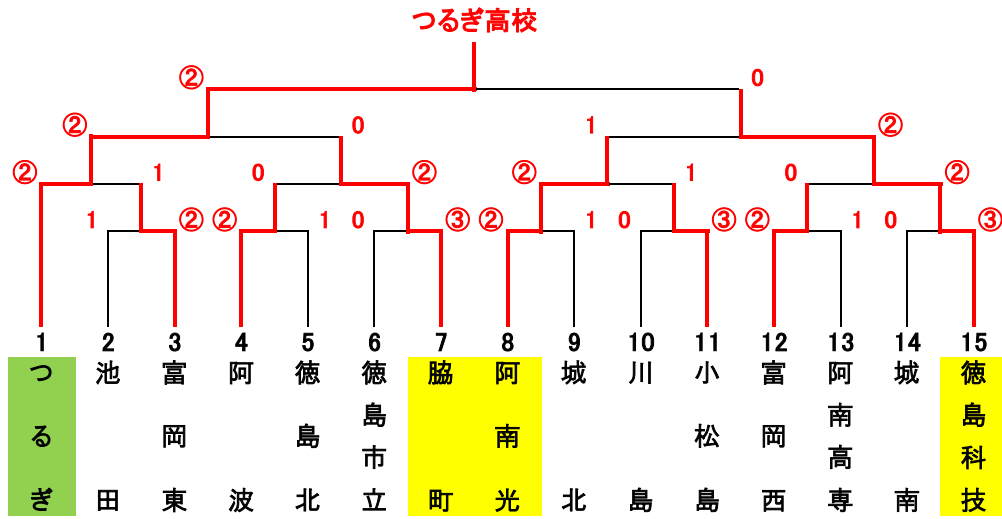 つるぎ高校
② 0
② 0 1 ②
② 1 0 ② ② 1 0 ②
1 ② ② 1 0 ③ ② 1 0 ③ ② 1 0 ③
1 2 3 4 5 6 7 8 9 10 11 12 13 14 15
つるぎ
池田
富岡東
阿波
徳島北
徳島市立
脇町
阿南光
城北
川島
小松島
富岡西
阿南高専
城南
徳島科技